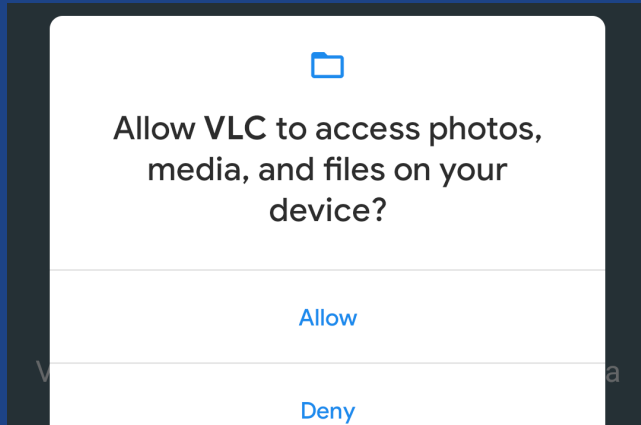 Allow VLC to access photos,
media, and files on your
device?
Allow
V
a
Deny